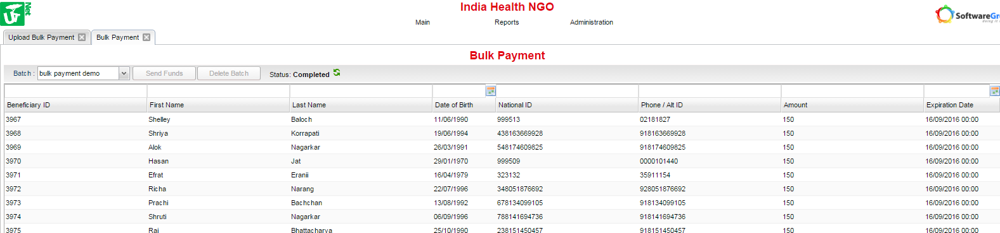 India Health NGO
Net
UT
SoftwareGro
doing it
Main Reports Administration
Upload Bulk Payment Bulk Payment
Bulk Payment
Batch : bulk payment demo Send Funds Delete Batch Status: Completed
Beneficiary ID First Name Last Name Date of Birth National ID Phone / Alt ID Amount Expiration Date
3967 Shelley Baloch 11/06/1990 999513 02181827 150 16/09/2016 00:00
3968 Shriya Korrapati 19/06/1994 438163669928 918163669928 150 16/09/2016 00:00
3969 Alok Nagarkar 26/03/1991 548174609825 918174609825 150 16/09/2016 00:00
3970 Hasan Jat 29/01/1970 999509 0000101440 150 16/09/2016 00:00
3971 Efrat Eranii 16/04/1979 323132 35911154 150 16/09/2016 00:00
3972 Richa Narang 22/07/1996 348051876692 928051876692 150 16/09/2016 00:00
3973 Prachi Bachchan 13/08/1992 678134099105 918134099105 150 16/09/2016 00:00
3974 Shruti Nagarkar 06/09/1996 788141694736 918141694736 150 16/09/2016 00:00
3975 Rai Bhattacharya 25/10/1990 238151450457 918151450457 150 16/09/2016 00:00